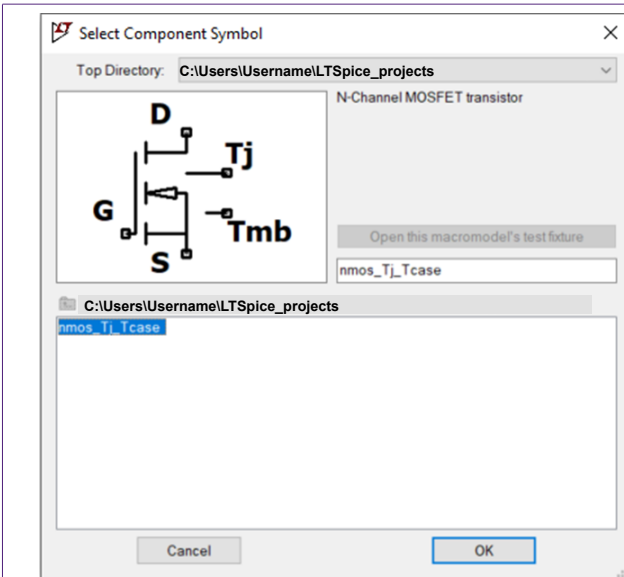 Select Component Symbol
Top Directory: C:\Users\Username\LTSpice_projects
N-Channel MOSFET transistor
D
Tj
G
Tmb
S
Open this macromodel's test fixture
nmos_Tj_Tcase
C:\Users\Username\LTSpice_projects
nmos_Tj_Tcase
Cancel
OK